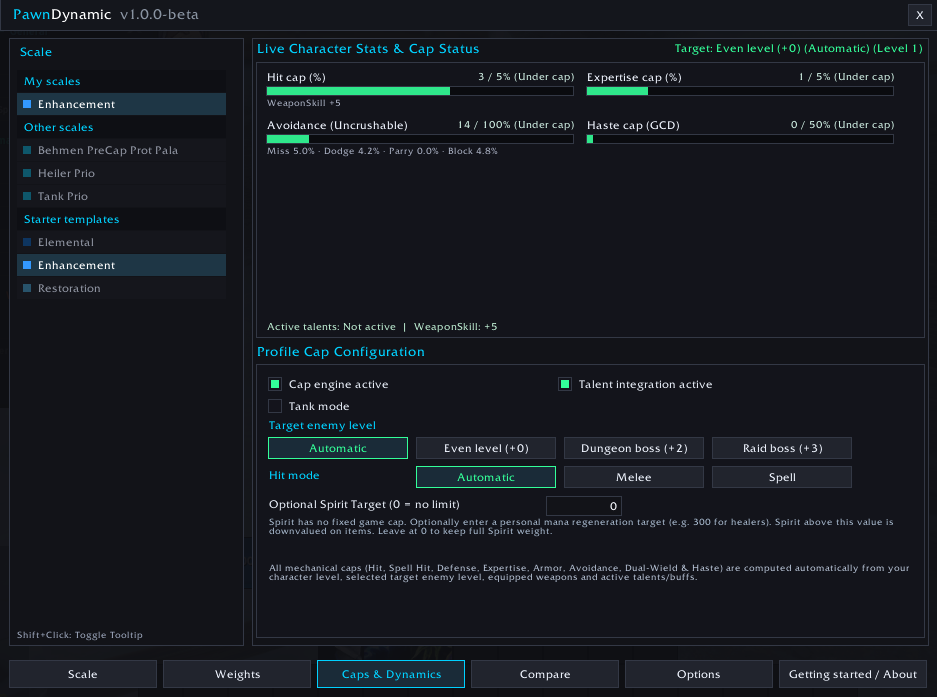 PawnDynamic v1.0.0-beta
X
Scale
My scales
Enhancement
Other scales
Behmen PreCap Prot Pala
Heiler Prio
Tank Prio
Starter templates
Elemental
Enhancement
Restoration
Shift+Click: Toggle Tooltip
Live Character Stats & Cap Status
Target: Even level (+0) (Automatic) (Level 1)
Hit cap (%) 3 / 5% (Under cap)
WeaponSkill +5
Expertise cap (%) 1 / 5% (Under cap)
Avoidance (Uncrushable) 14 / 100% (Under cap)
Miss 5.0% · Dodge 4.2% · Parry 0.0% · Block 4.8%
Haste cap (GCD) 0 / 50% (Under cap)
Active talents: Not active | WeaponSkill: +5
Profile Cap Configuration
Cap engine active
Talent integration active
Tank mode
Target enemy level
Automatic Even level (+0) Dungeon boss (+2) Raid boss (+3)
Hit mode
Automatic Melee Spell
Optional Spirit Target (0 = no limit) 0
Spirit has no fixed game cap. Optionally enter a personal mana regeneration target (e.g. 300 for healers). Spirit above this value is
downvalued on items. Leave at 0 to keep full Spirit weight.
All mechanical caps (Hit, Spell Hit, Defense, Expertise, Armor, Avoidance, Dual-Wield & Haste) are computed automatically from your
character level, selected target enemy level, equipped weapons and active talents/buffs.
Scale Weights Caps & Dynamics Compare Options Getting started / About